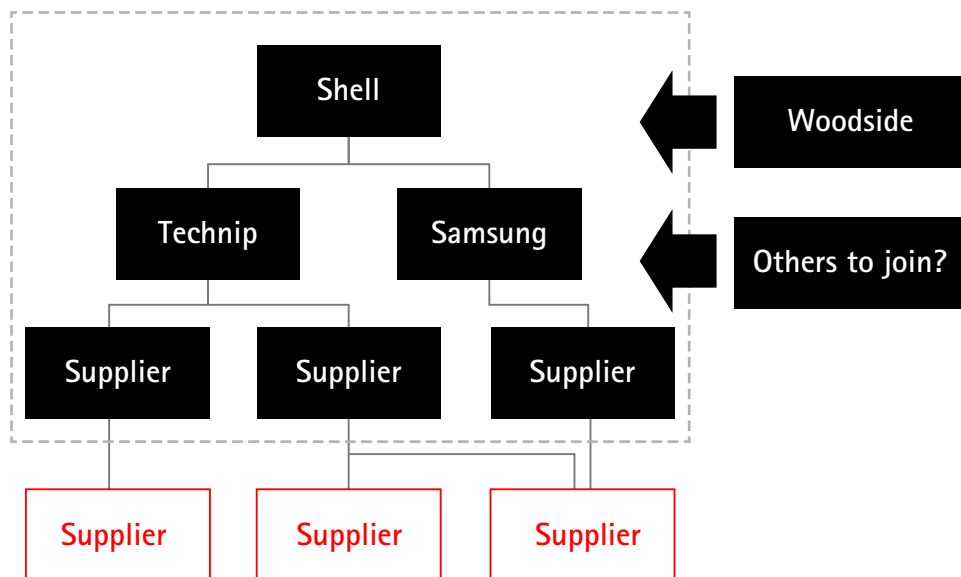 Shell
Woodside
Technip
Samsung
Others to join?
Supplier
Supplier
Supplier
Supplier
Supplier
Supplier